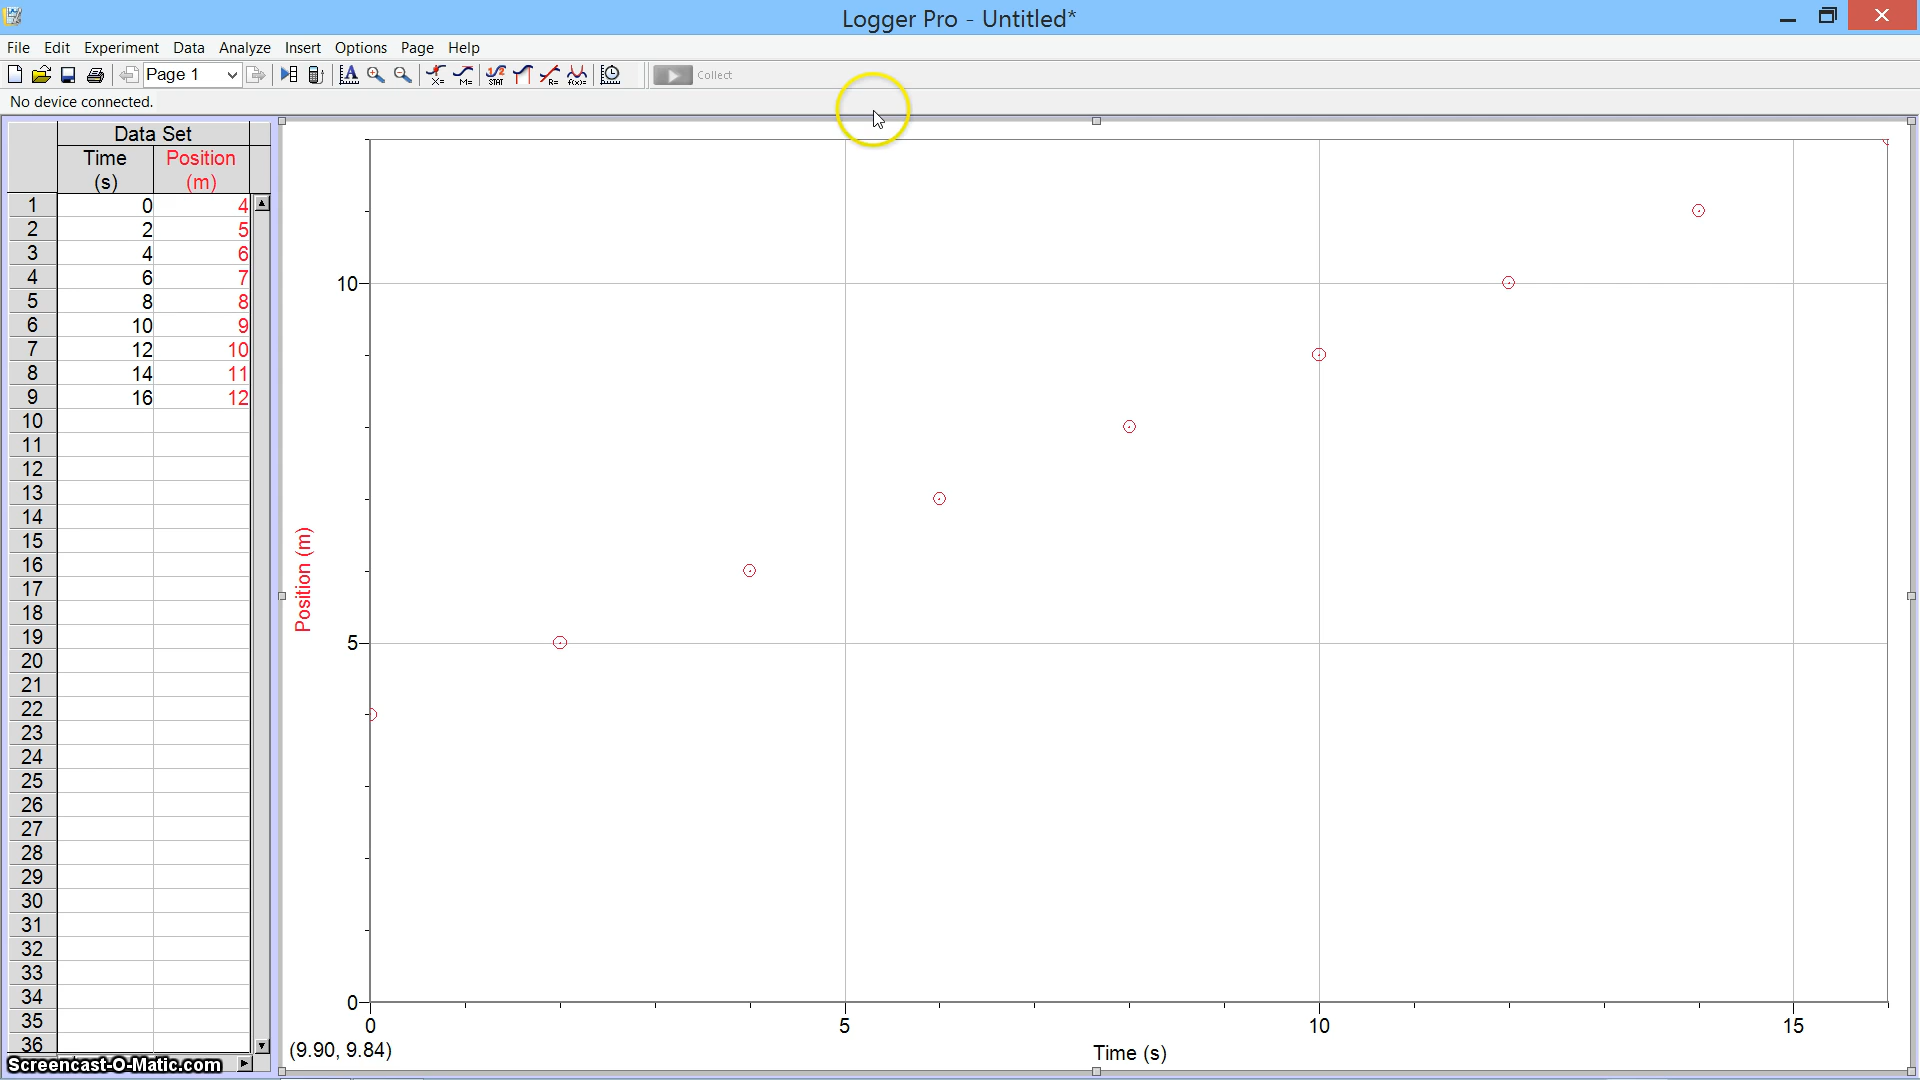 Logger Pro - Untitled*
File Edit Experiment Data Analyze Insert Options Page Help
Page 1 Collect
No device connected.
Data Set
Time Position
(s) (m)
1 0 4
2 2 5
3 4 6
4 6 7
5 8 8
6 10 9
7 12 10
8 14 11
9 16 12
10
11
12
13
14
15
16
17
18
19
20
21
22
23
24
25
26
27
28
29
30
31
32
33
34
35
36
Screencast-O-Matic.com
Position (m)
10
5
0
0 5 10 15
(9.90, 9.84)
Time (s)